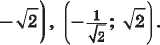 −√2), (−1/√2; √2).